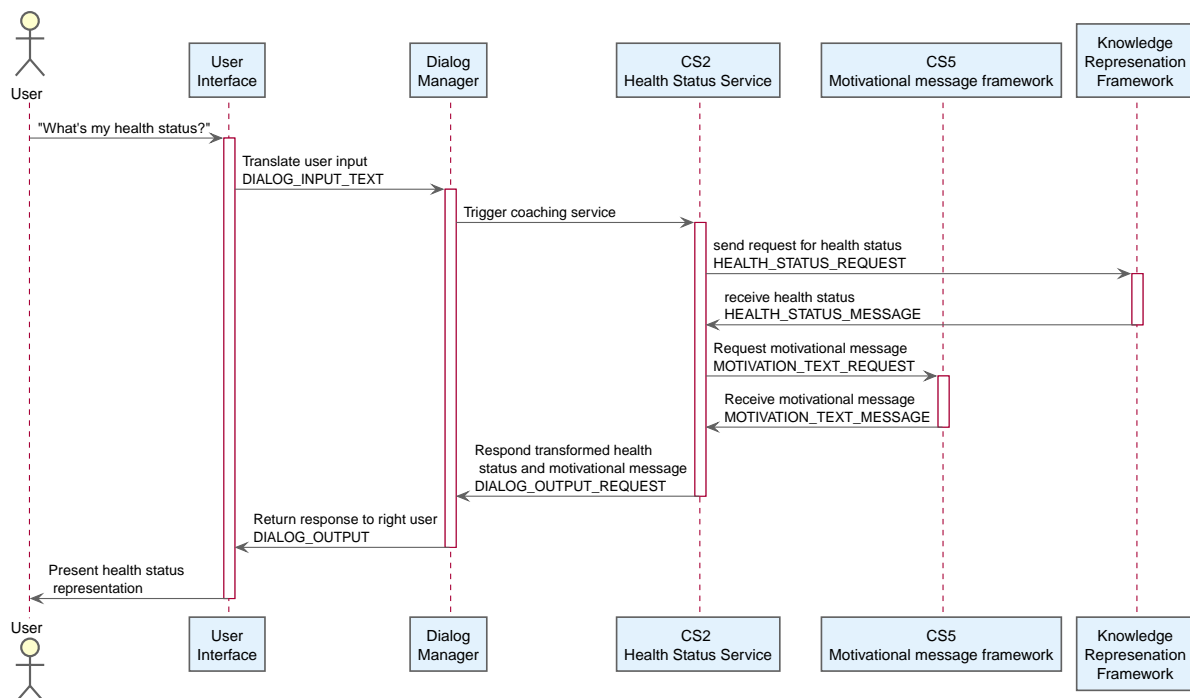 User
User
Interface
Dialog
Manager
CS2
Health Status Service
CS5
Motivational message framework
Knowledge
Represenation
Framework
"What's my health status?"
Translate user input
DIALOG_INPUT_TEXT
Trigger coaching service
send request for health status
HEALTH_STATUS_REQUEST
receive health status
HEALTH_STATUS_MESSAGE
Request motivational message
MOTIVATION_TEXT_REQUEST
Receive motivational message
MOTIVATION_TEXT_MESSAGE
Respond transformed health
status and motivational message
DIALOG_OUTPUT_REQUEST
Return response to right user
DIALOG_OUTPUT
Present health status
representation
User
User
Interface
Dialog
Manager
CS2
Health Status Service
CS5
Motivational message framework
Knowledge
Represenation
Framework